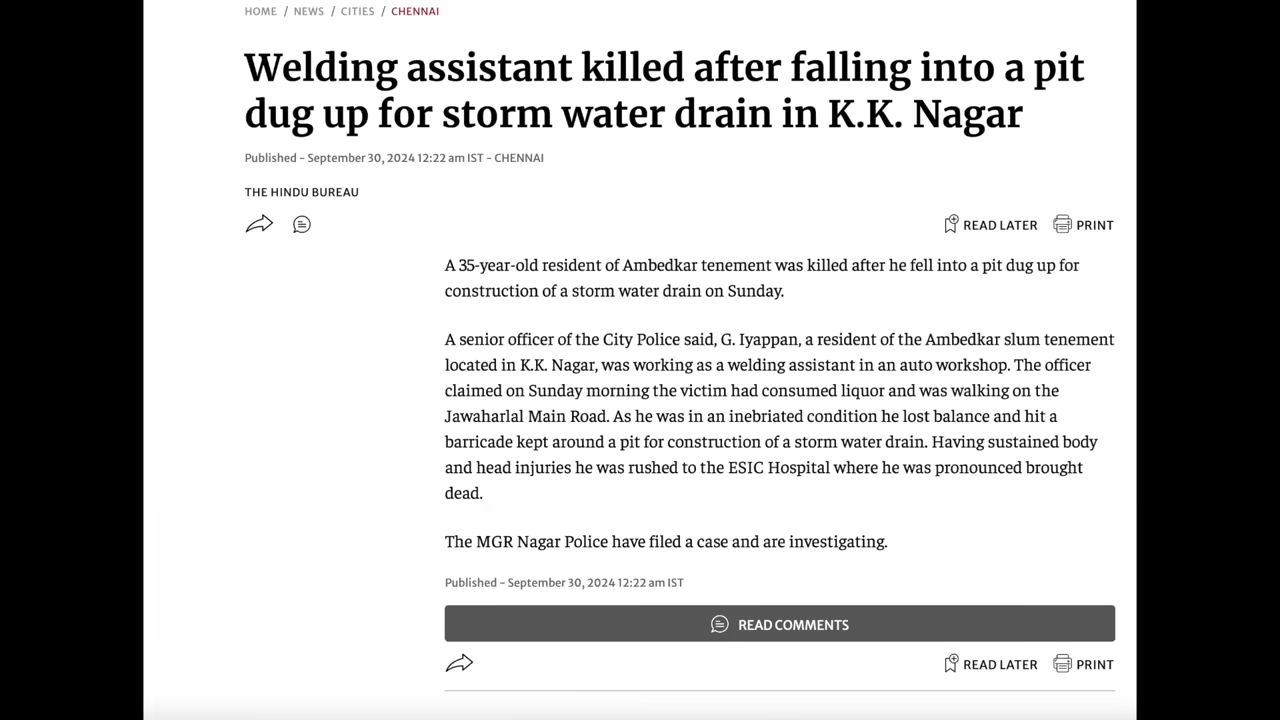 HOME / NEWS / CITIES / CHENNAI
Welding assistant killed after falling into a pit
dug up for storm water drain in K.K. Nagar
Published - September 30, 2024 12:22 am IST - CHENNAI
THE HINDU BUREAU
READ LATER PRINT
A 35-year-old resident of Ambedkar tenement was killed after he fell into a pit dug up for
construction of a storm water drain on Sunday.
A senior officer of the City Police said, G. Iyappan, a resident of the Ambedkar slum tenement
located in K.K. Nagar, was working as a welding assistant in an auto workshop. The officer
claimed on Sunday morning the victim had consumed liquor and was walking on the
Jawaharlal Main Road. As he was in an inebriated condition he lost balance and hit a
barricade kept around a pit for construction of a storm water drain. Having sustained body
and head injuries he was rushed to the ESIC Hospital where he was pronounced brought
dead.
The MGR Nagar Police have filed a case and are investigating.
Published - September 30, 2024 12:22 am IST
READ COMMENTS
READ LATER PRINT